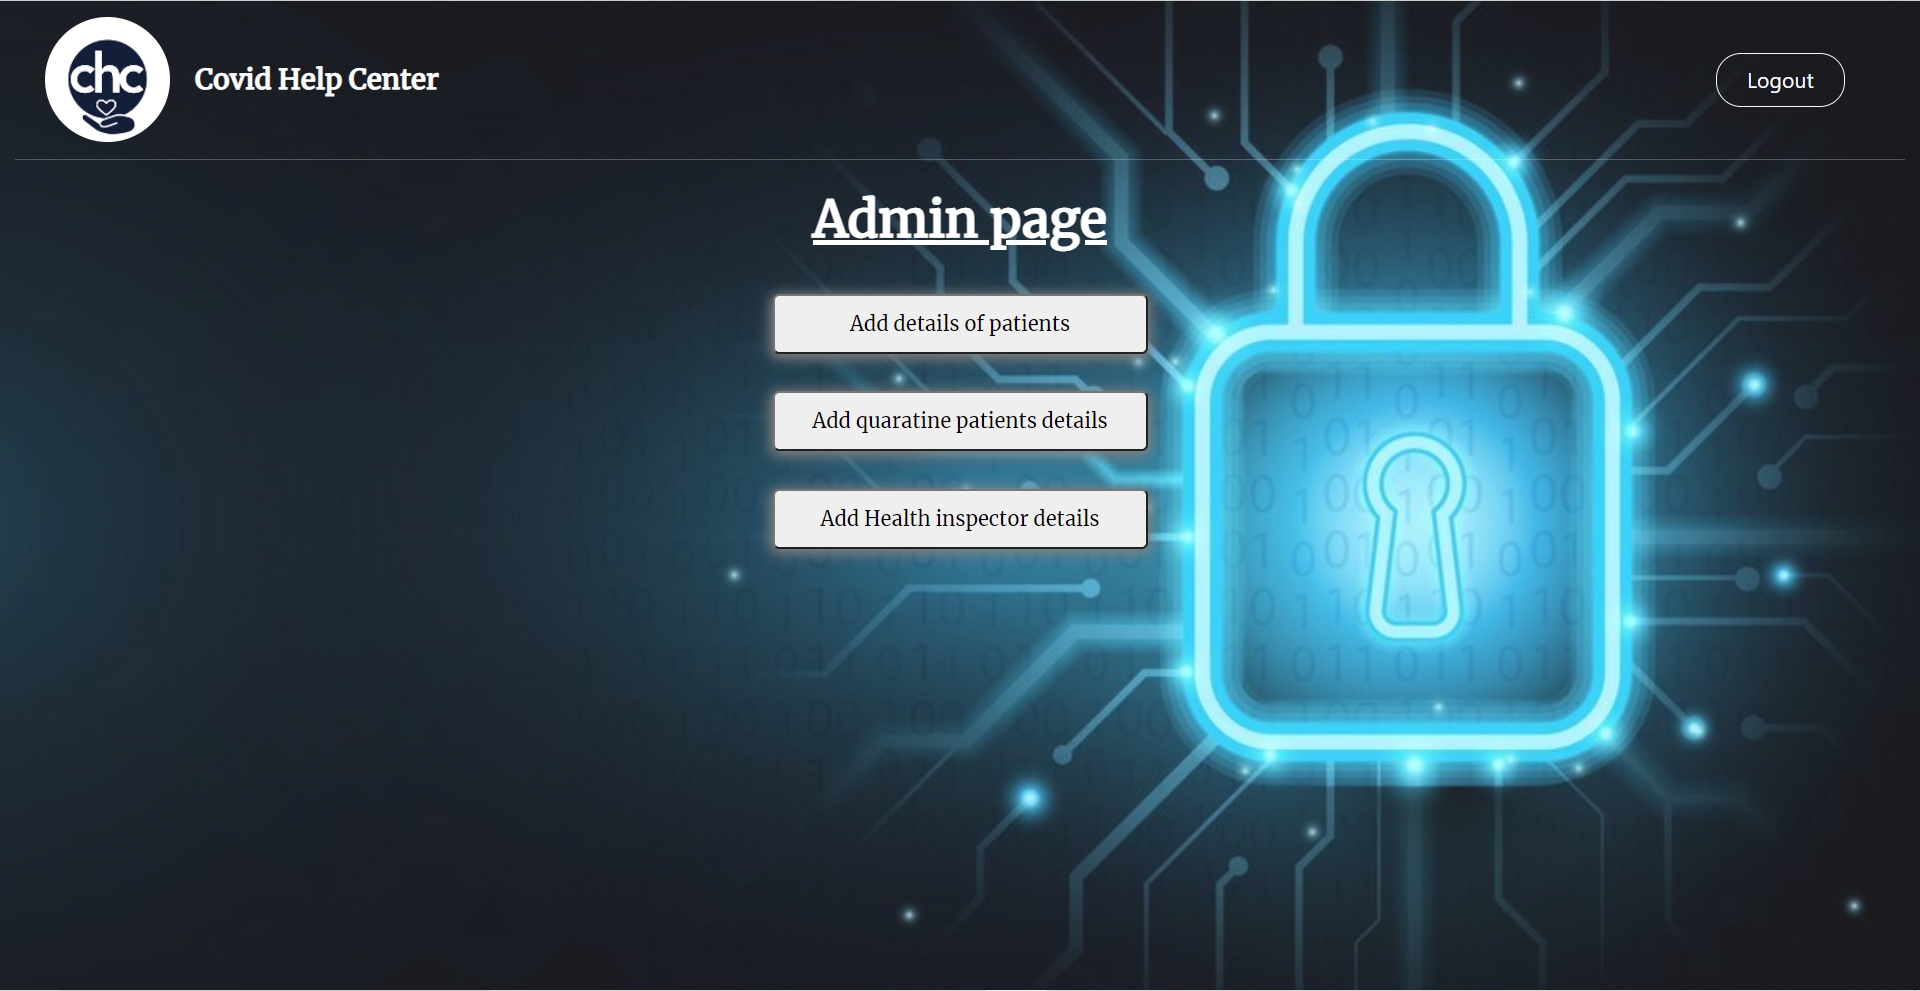 chc
Covid Help Center
Logout
Admin page
Add details of patients
Add quaratine patients details
Add Health inspector details